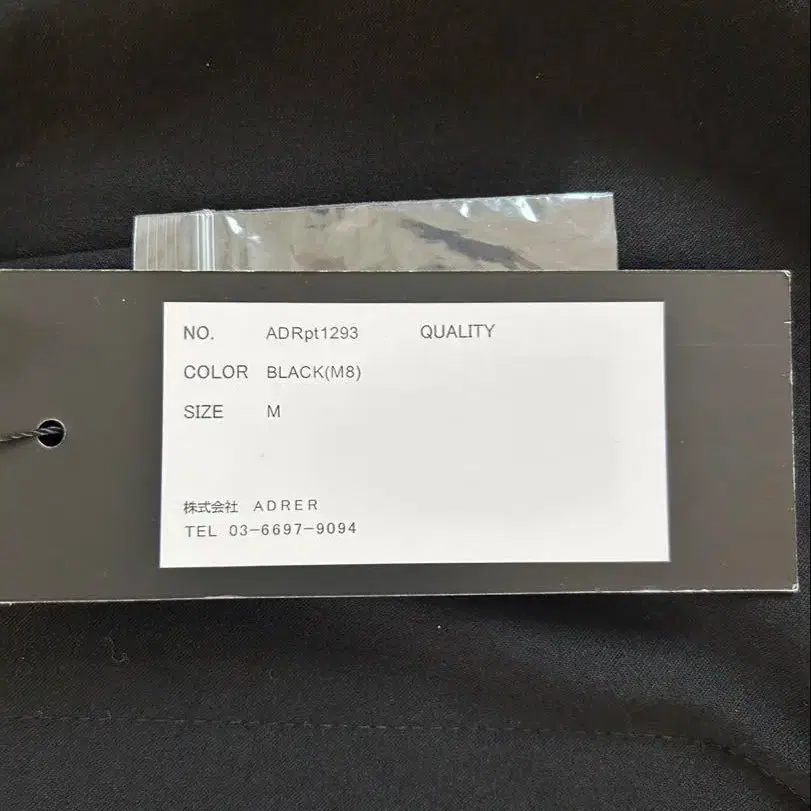 NO. ADRpt1293 QUALITY
COLOR BLACK(M8)
SIZE M
株式会社 ADRER
TEL 03-6697-9094